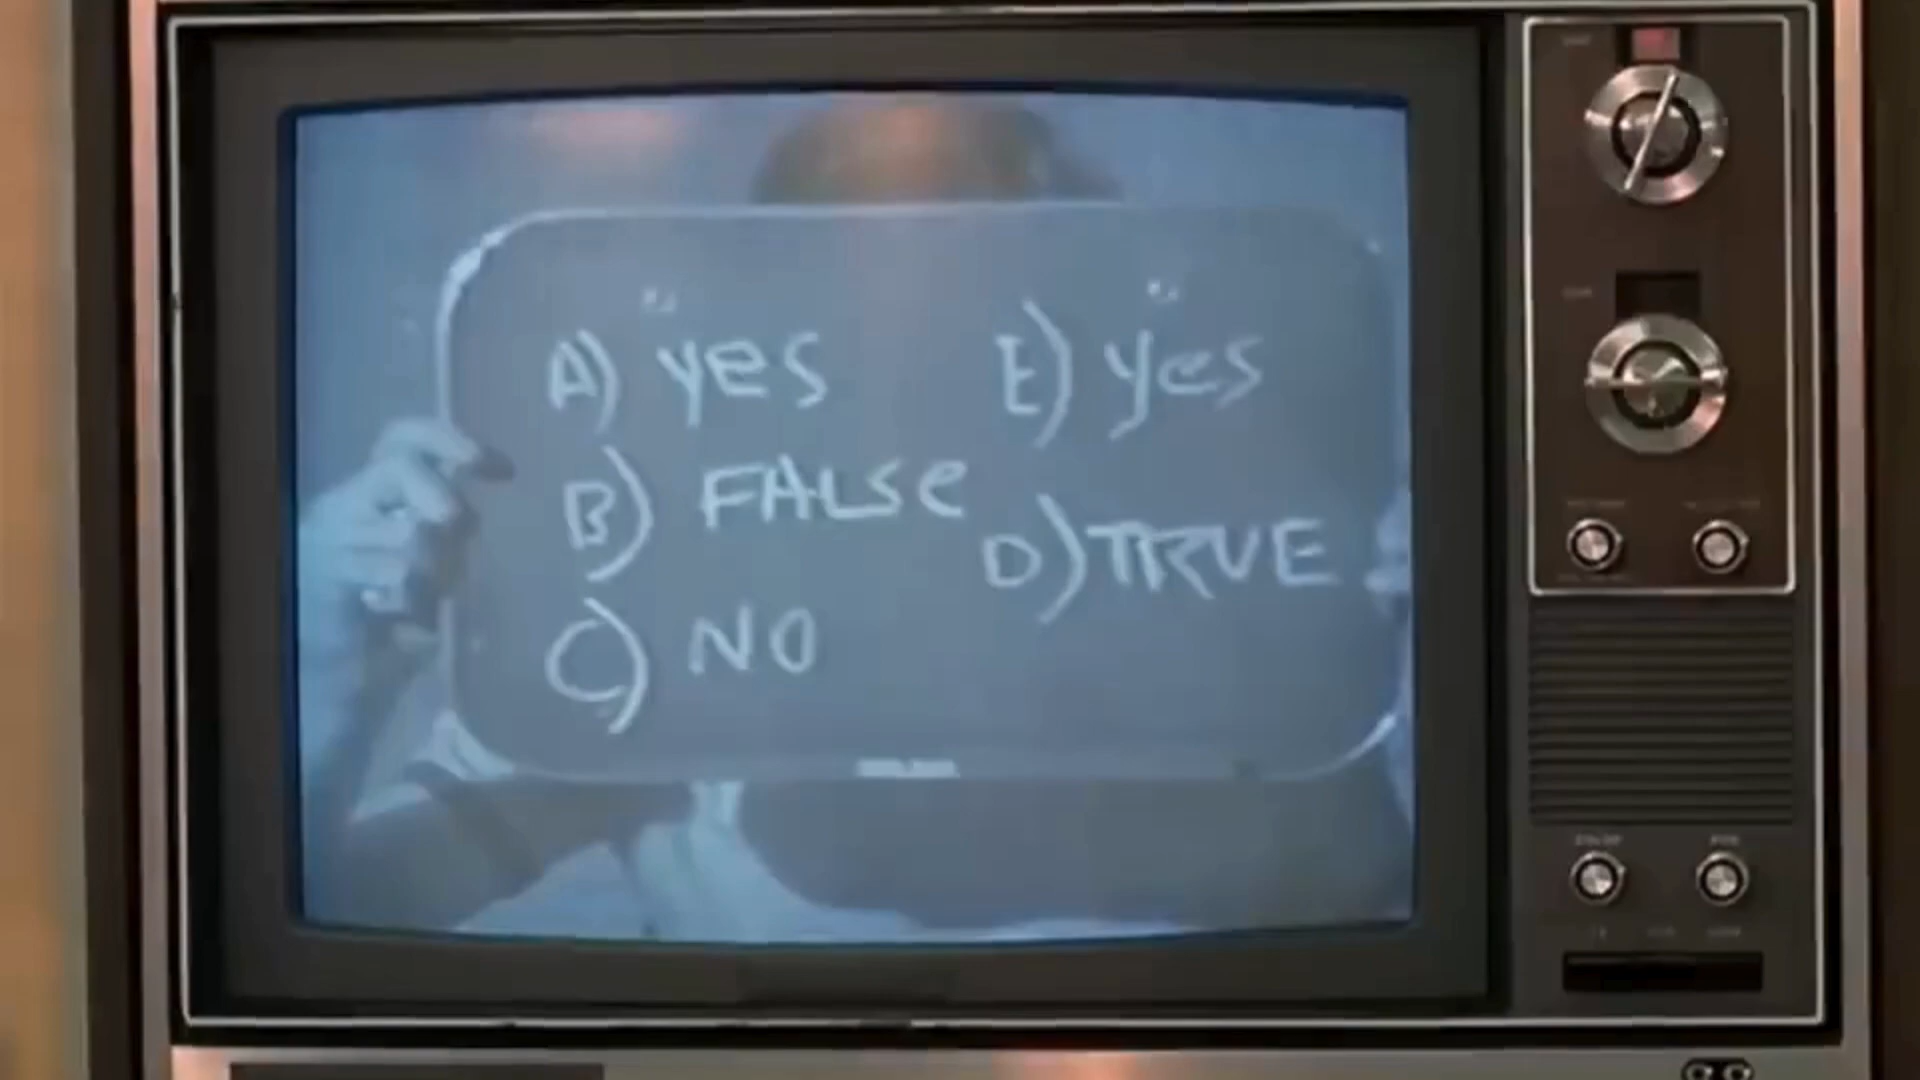 A) yes
B) FALSe
C) NO
E) yes
D) TRUE